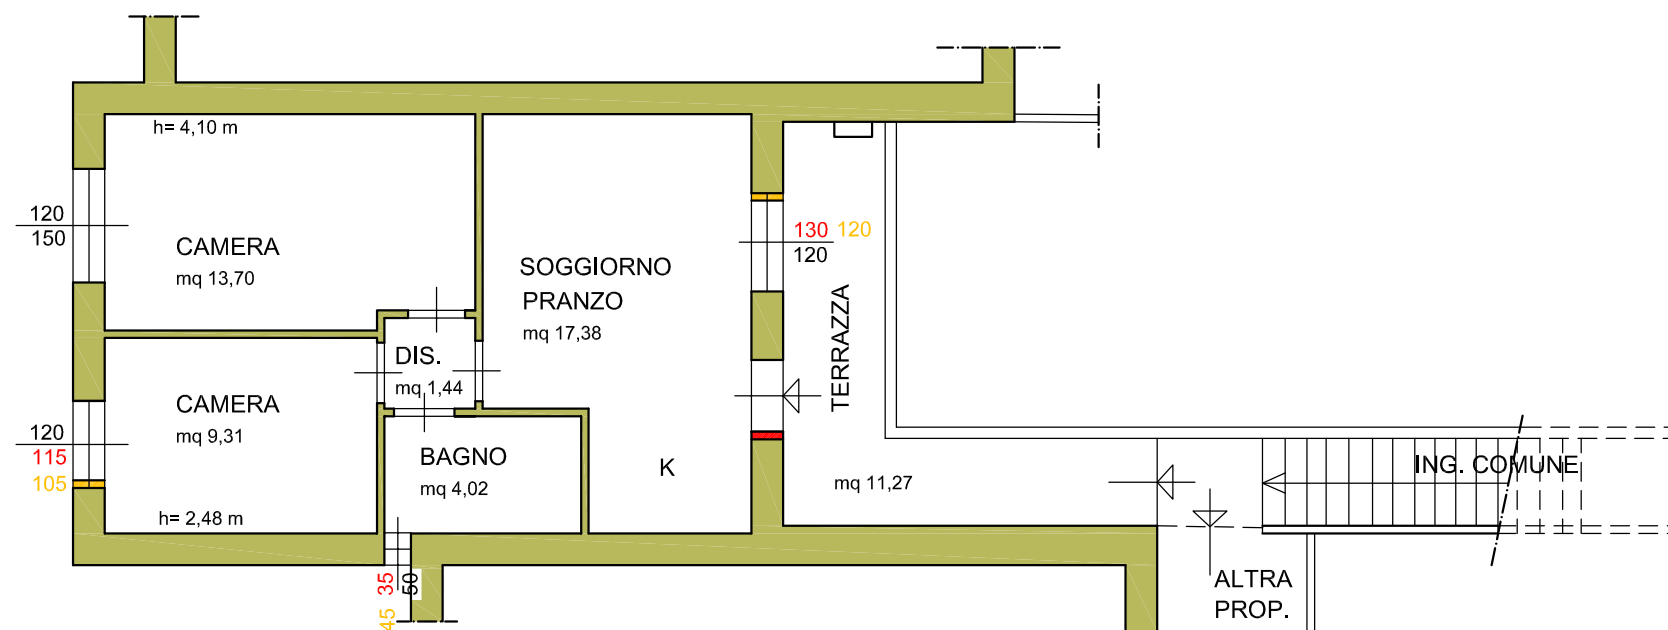 h= 4,10 m
120
150
CAMERA
mq 13,70
SOGGIORNO
PRANZO
mq 17,38
130 120
120
TERRAZZA
DIS.
mq 1,44
CAMERA
mq 9,31
120
115
105
BAGNO
mq 4,02
K
mq 11,27
ING. COMUNE
h= 2,48 m
35
50
45
ALTRA
PROP.